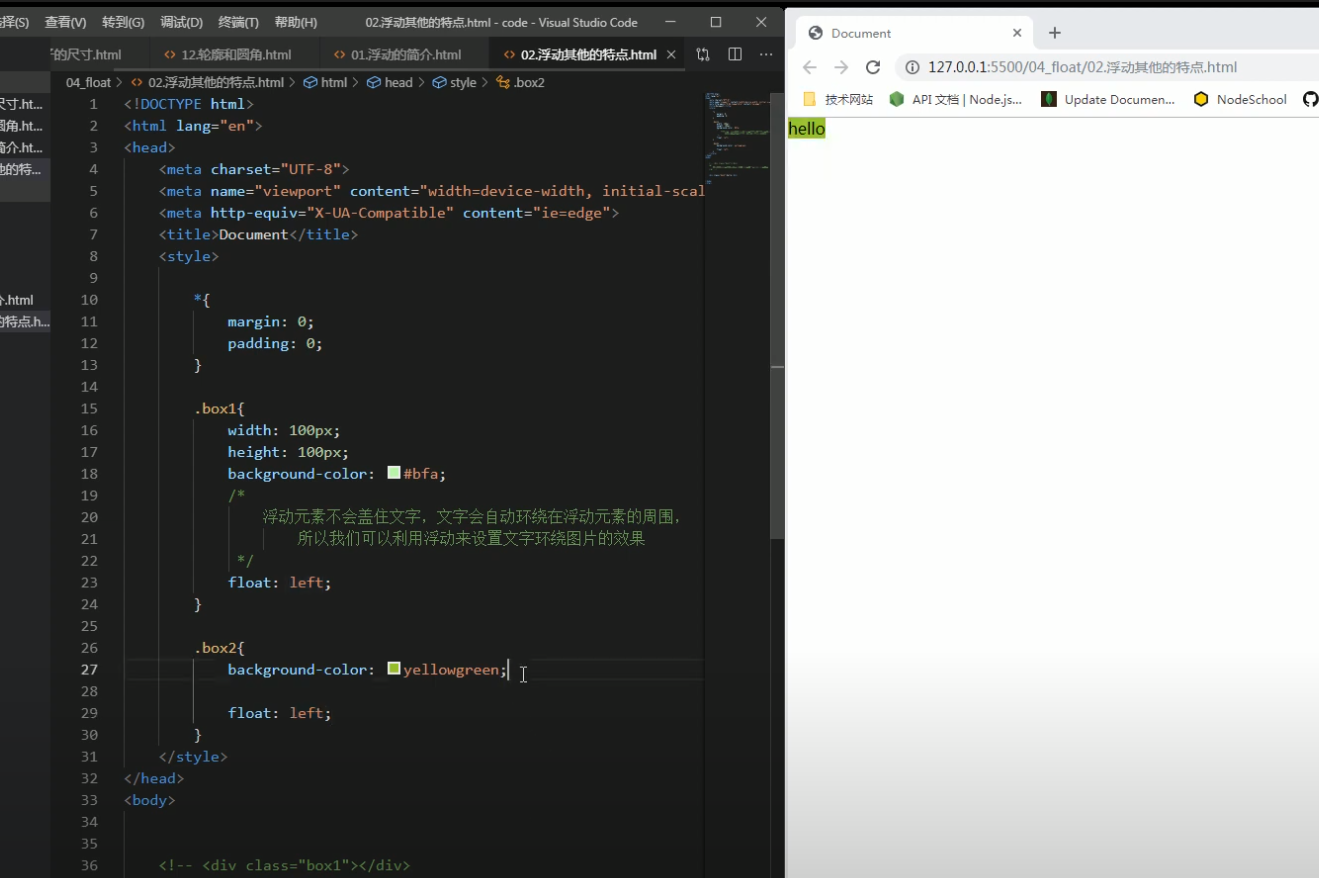 择(S) 查看(V) 转到(G) 调试(D) 终端(T) 帮助(H) 02.浮动其他的特点.html - code - Visual Studio Code
的尺寸.html 12.轮廓和圆角.html 01.浮动的简介.html 02.浮动其他的特点.html
04_float > 02.浮动其他的特点.html > html > head > style > .box2
尺寸.ht...
圆角.ht...
简介.ht...
他的特...
介.html
的特点.h...
1 <!DOCTYPE html>
2 <html lang="en">
3 <head>
4 <meta charset="UTF-8">
5 <meta name="viewport" content="width=device-width, initial-scal
6 <meta http-equiv="X-UA-Compatible" content="ie=edge">
7 <title>Document</title>
8 <style>
9
10 *{
11 margin: 0;
12 padding: 0;
13 }
14
15 .box1{
16 width: 100px;
17 height: 100px;
18 background-color: #bfa;
19 /*
20 浮动元素不会盖住文字，文字会自动环绕在浮动元素的周围，
21 所以我们可以利用浮动来设置文字环绕图片的效果
22 */
23 float: left;
24 }
25
26 .box2{
27 background-color: yellowgreen;
28
29 float: left;
30 }
31 </style>
32 </head>
33 <body>
34
35
36 <!-- <div class="box1"></div>
Document
127.0.0.1:5500/04_float/02.浮动其他的特点.html
技术网站 API 文档 | Node.js... Update Documen... NodeSchool
hello